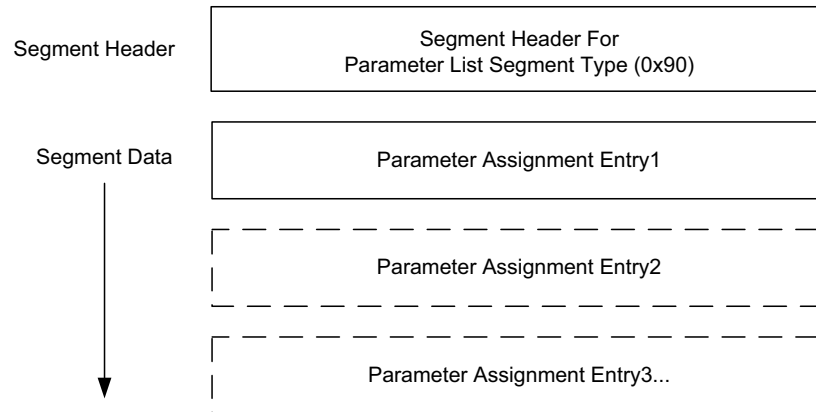 Segment Header
Segment Header For
Parameter List Segment Type (0x90)
Segment Data
Parameter Assignment Entry1
Parameter Assignment Entry2
Parameter Assignment Entry3...